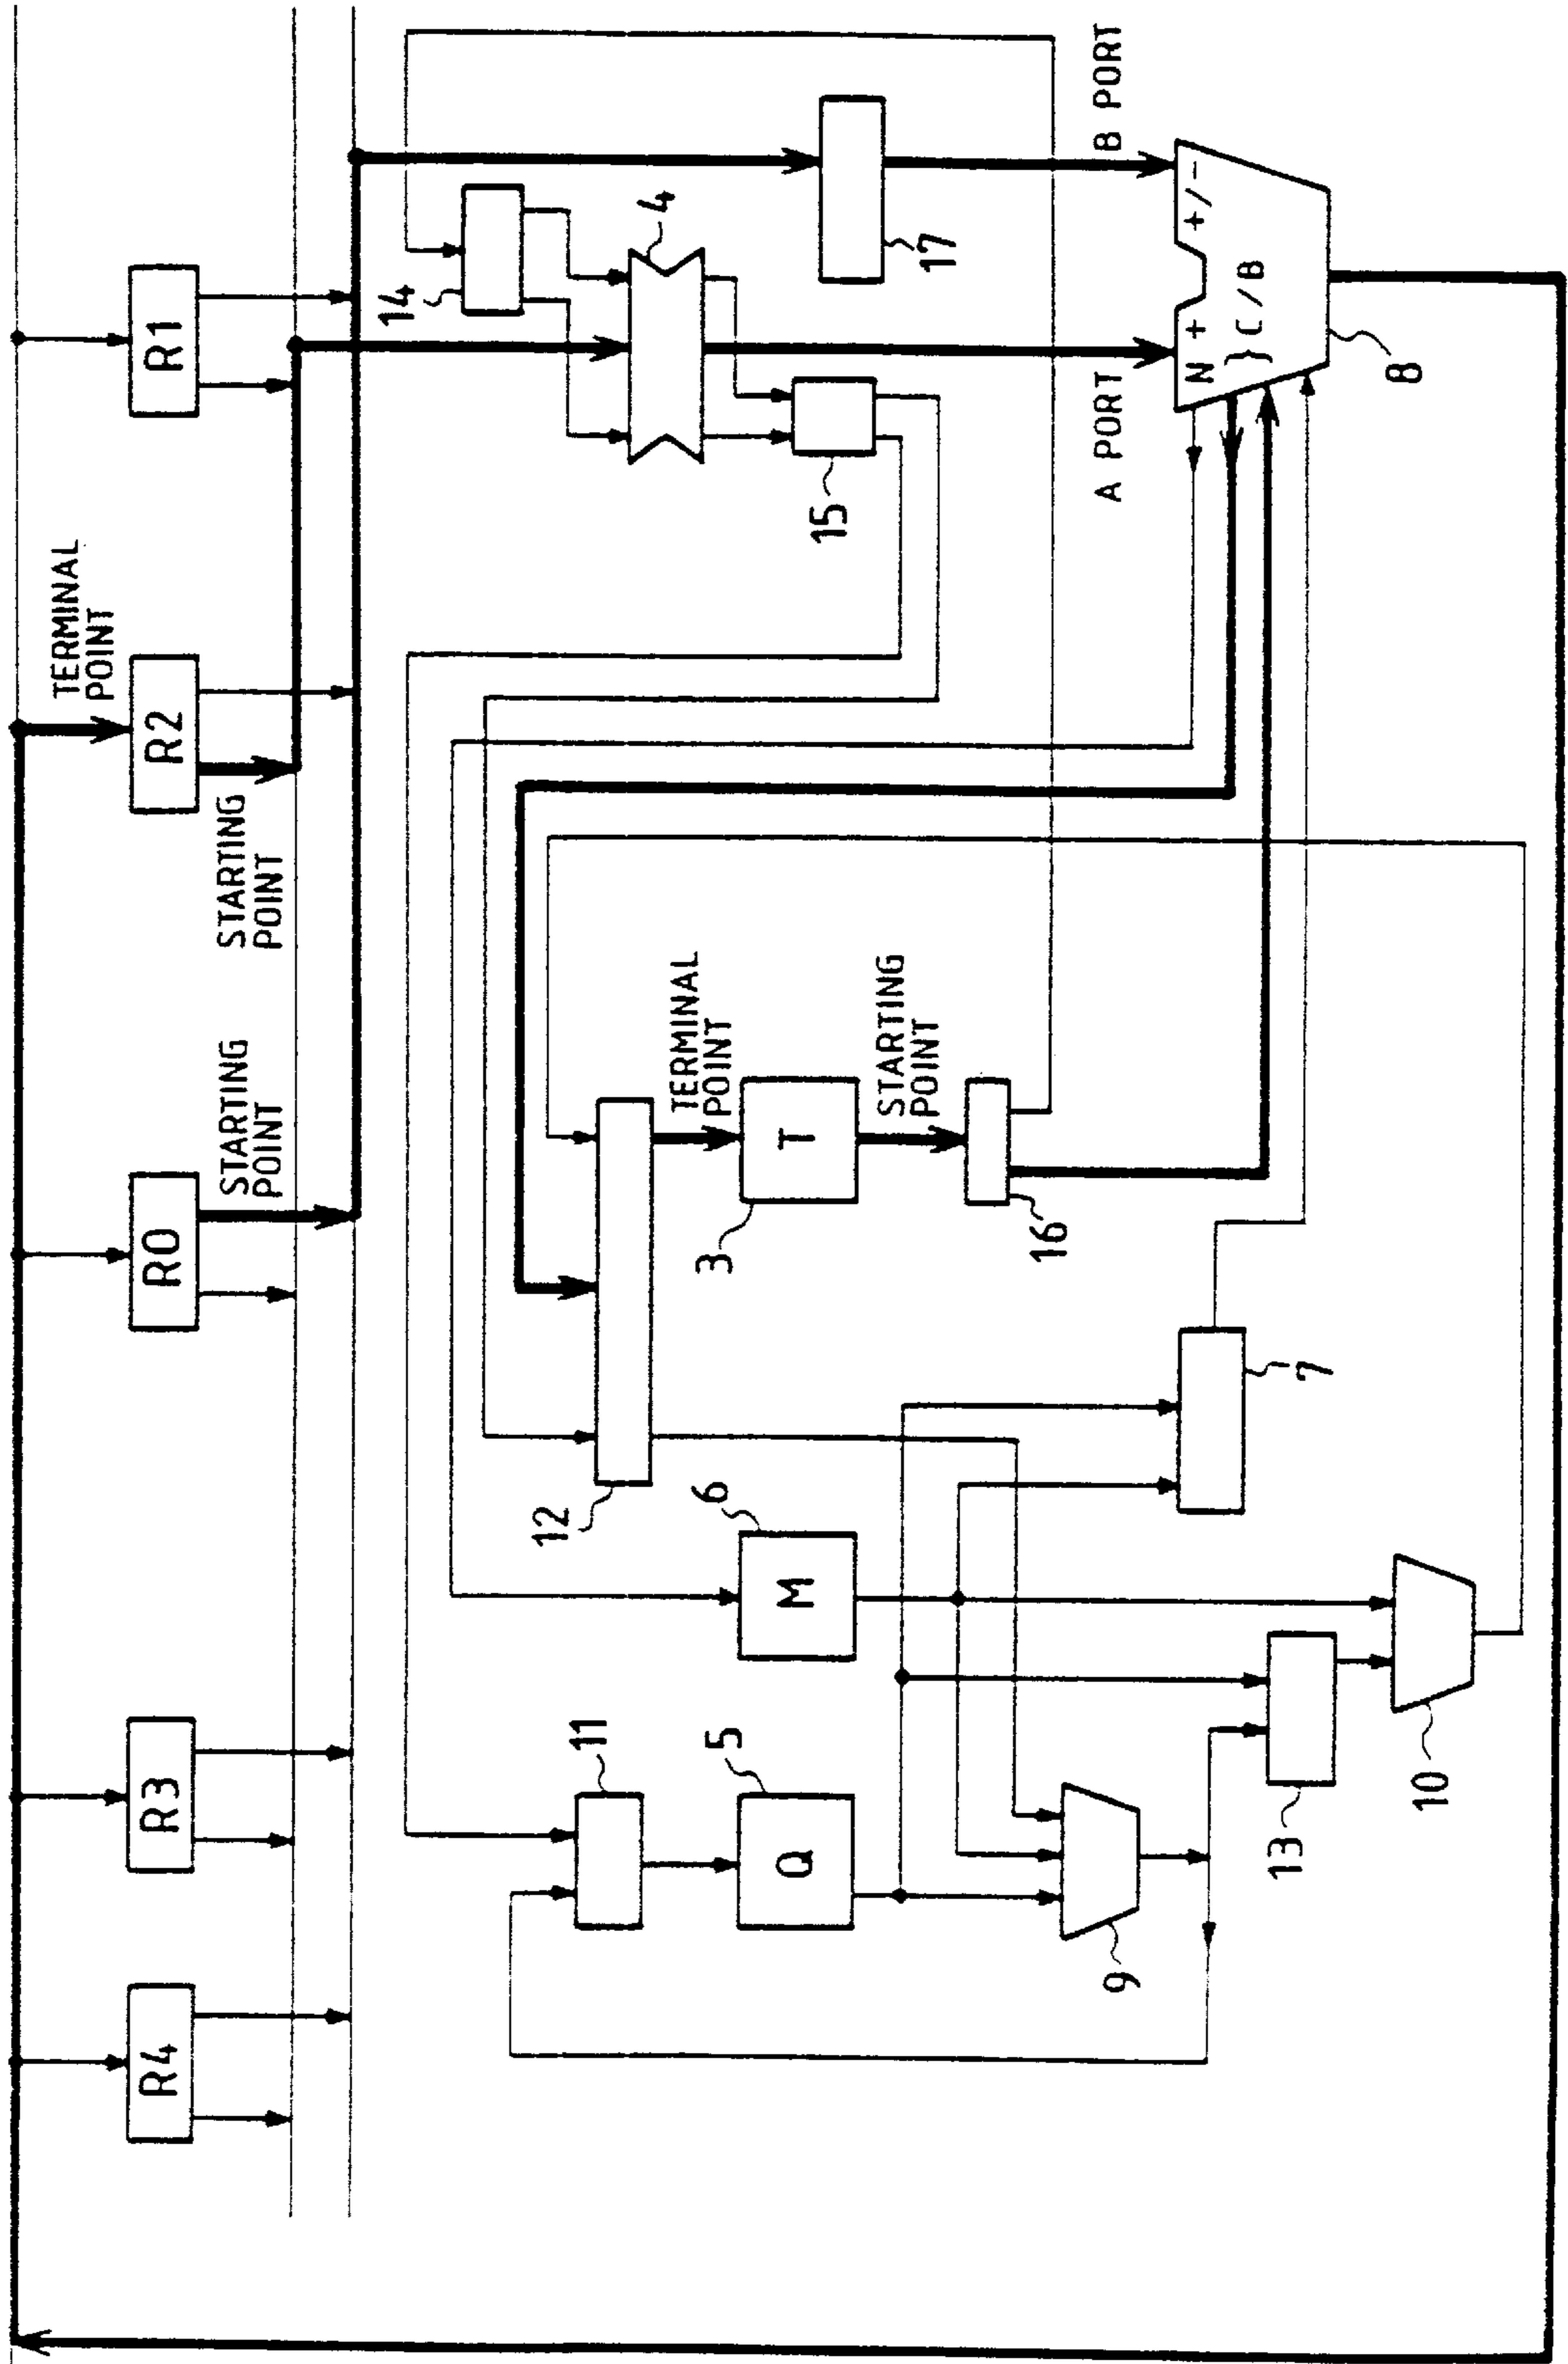 R4
R3
R0
R2
R1
STARTING
POINT
STARTING
POINT
TERMINAL
POINT
14
4
17
15
A PORT
B PORT
N + +/-
} C/B
8
12
TERMINAL
POINT
T
3
STARTING
POINT
16
11
5
Q
6
M
7
9
13
10